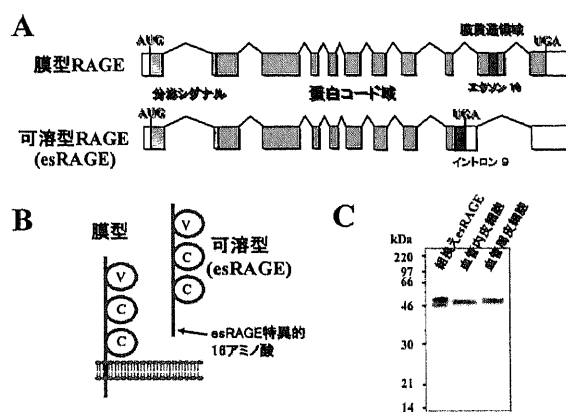 A
AUG
膜貫通領域
UGA
膜型RAGE
分泌シグナル
蛋白コード域
エクソン 10
AUG
UGA
可溶型RAGE
(esRAGE)
イントロン 9
B
膜型
V
C
C
V
C
C
可溶型
(esRAGE)
esRAGE特異的
16アミノ酸
C
kDa
組換えesRAGE
血管内皮細胞
血管周皮細胞
220
97
66
46
30
21
14